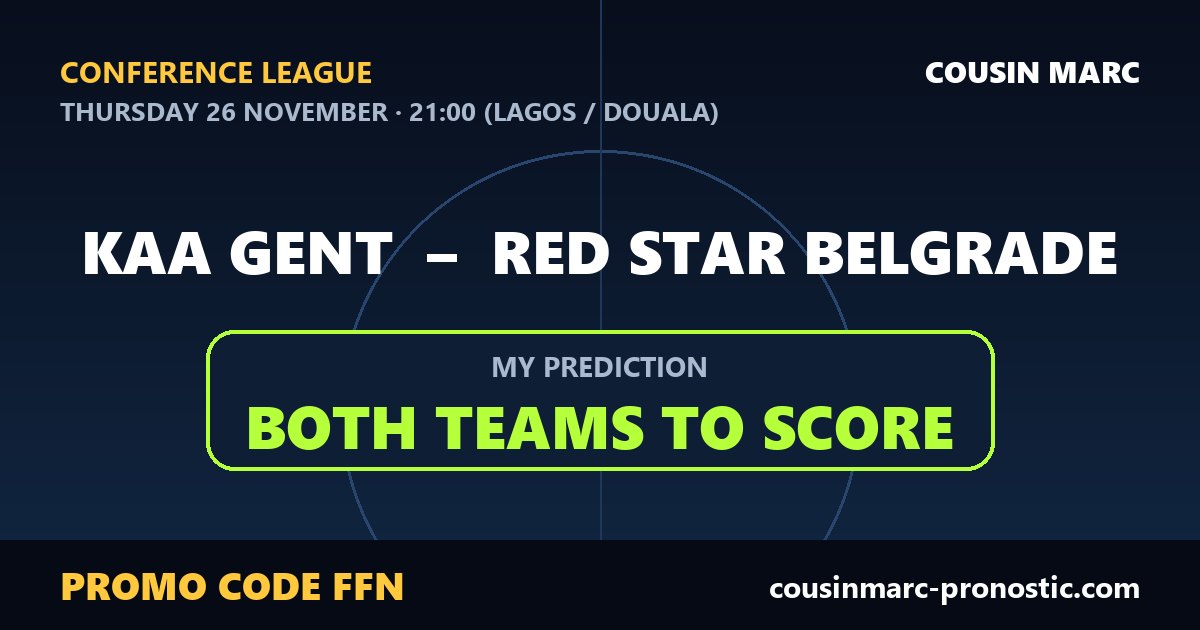 CONFERENCE LEAGUE
COUSIN MARC
THURSDAY 26 NOVEMBER · 21:00 (LAGOS / DOUALA)
KAA GENT – RED STAR BELGRADE
MY PREDICTION
BOTH TEAMS TO SCORE
PROMO CODE FFN
cousinmarc-pronostic.com